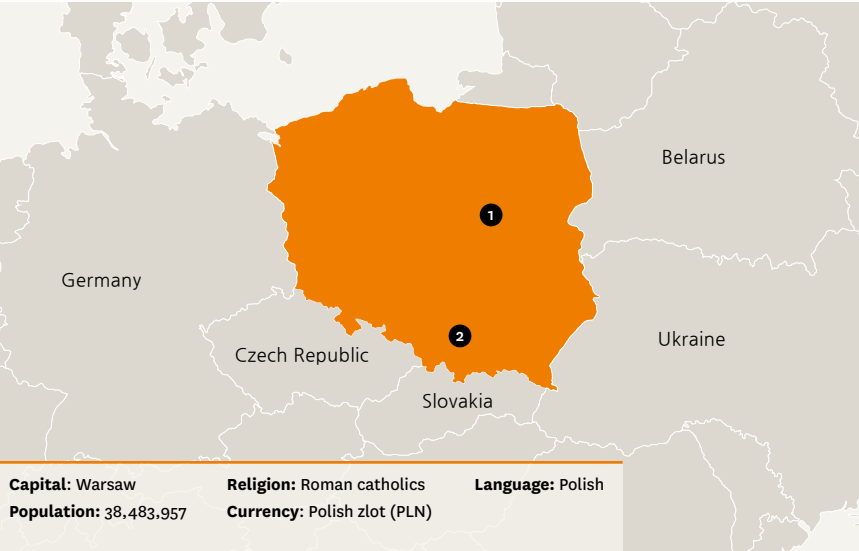 Belarus
1
Germany
Ukraine
2
Czech Republic
Slovakia
Capital: Warsaw
Religion: Roman catholics
Language: Polish
Population: 38,483,957
Currency: Polish zlot (PLN)